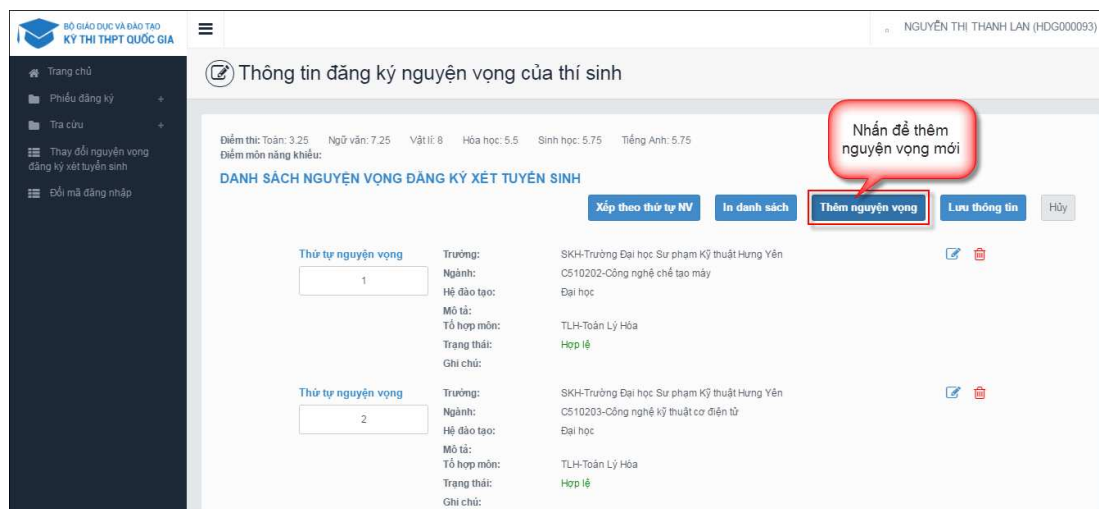 BỘ GIÁO DỤC VÀ ĐÀO TẠO
KỲ THI THPT QUỐC GIA
NGUYỄN THỊ THANH LAN (HDG000093)
Trang chủ
Phiếu đăng ký +
Tra cứu +
Thay đổi nguyện vọng
đăng ký xét tuyển sinh
Đổi mã đăng nhập
Thông tin đăng ký nguyện vọng của thí sinh
Nhấn để thêm
nguyện vọng mới
Điểm thi: Toán: 3.25 Ngữ văn: 7.25 Vật lí: 8 Hóa học: 5.5 Sinh học: 5.75 Tiếng Anh: 5.75
Điểm môn năng khiếu:
DANH SÁCH NGUYỆN VỌNG ĐĂNG KÝ XÉT TUYỂN SINH
Xếp theo thứ tự NV In danh sách Thêm nguyện vọng Lưu thông tin Hủy
Thứ tự nguyện vọng Trường: SKH-Trường Đại học Sư phạm Kỹ thuật Hưng Yên
1 Ngành: C510202-Công nghệ chế tạo máy
Hệ đào tạo: Đại học
Mô tả:
Tổ hợp môn: TLH-Toán Lý Hóa
Trạng thái: Hợp lệ
Ghi chú:
Thứ tự nguyện vọng Trường: SKH-Trường Đại học Sư phạm Kỹ thuật Hưng Yên
2 Ngành: C510203-Công nghệ kỹ thuật cơ điện tử
Hệ đào tạo: Đại học
Mô tả:
Tổ hợp môn: TLH-Toán Lý Hóa
Trạng thái: Hợp lệ
Ghi chú: